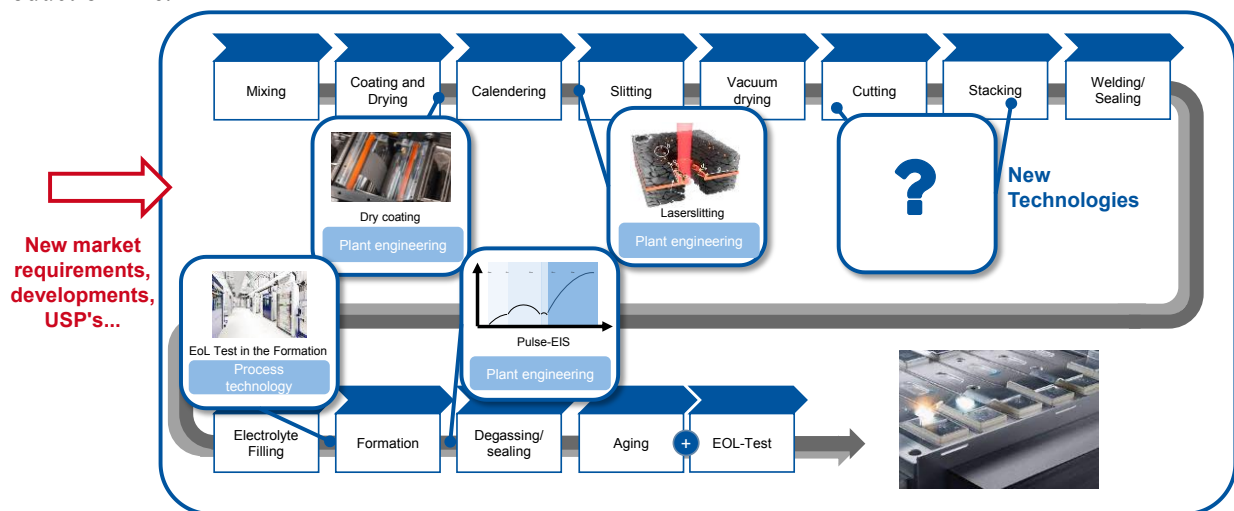 Mixing
Coating and
Drying
Calendering
Slitting
Vacuum
drying
Cutting
Stacking
Welding/
Sealing
Dry coating
Plant engineering
Laserslitting
Plant engineering
?
New
Technologies
New market
requirements,
developments,
USP's...
EoL Test in the Formation
Process
technology
Pulse-EIS
Plant engineering
Electrolyte
Filling
Formation
Degassing/
sealing
Aging
+
EOL-Test